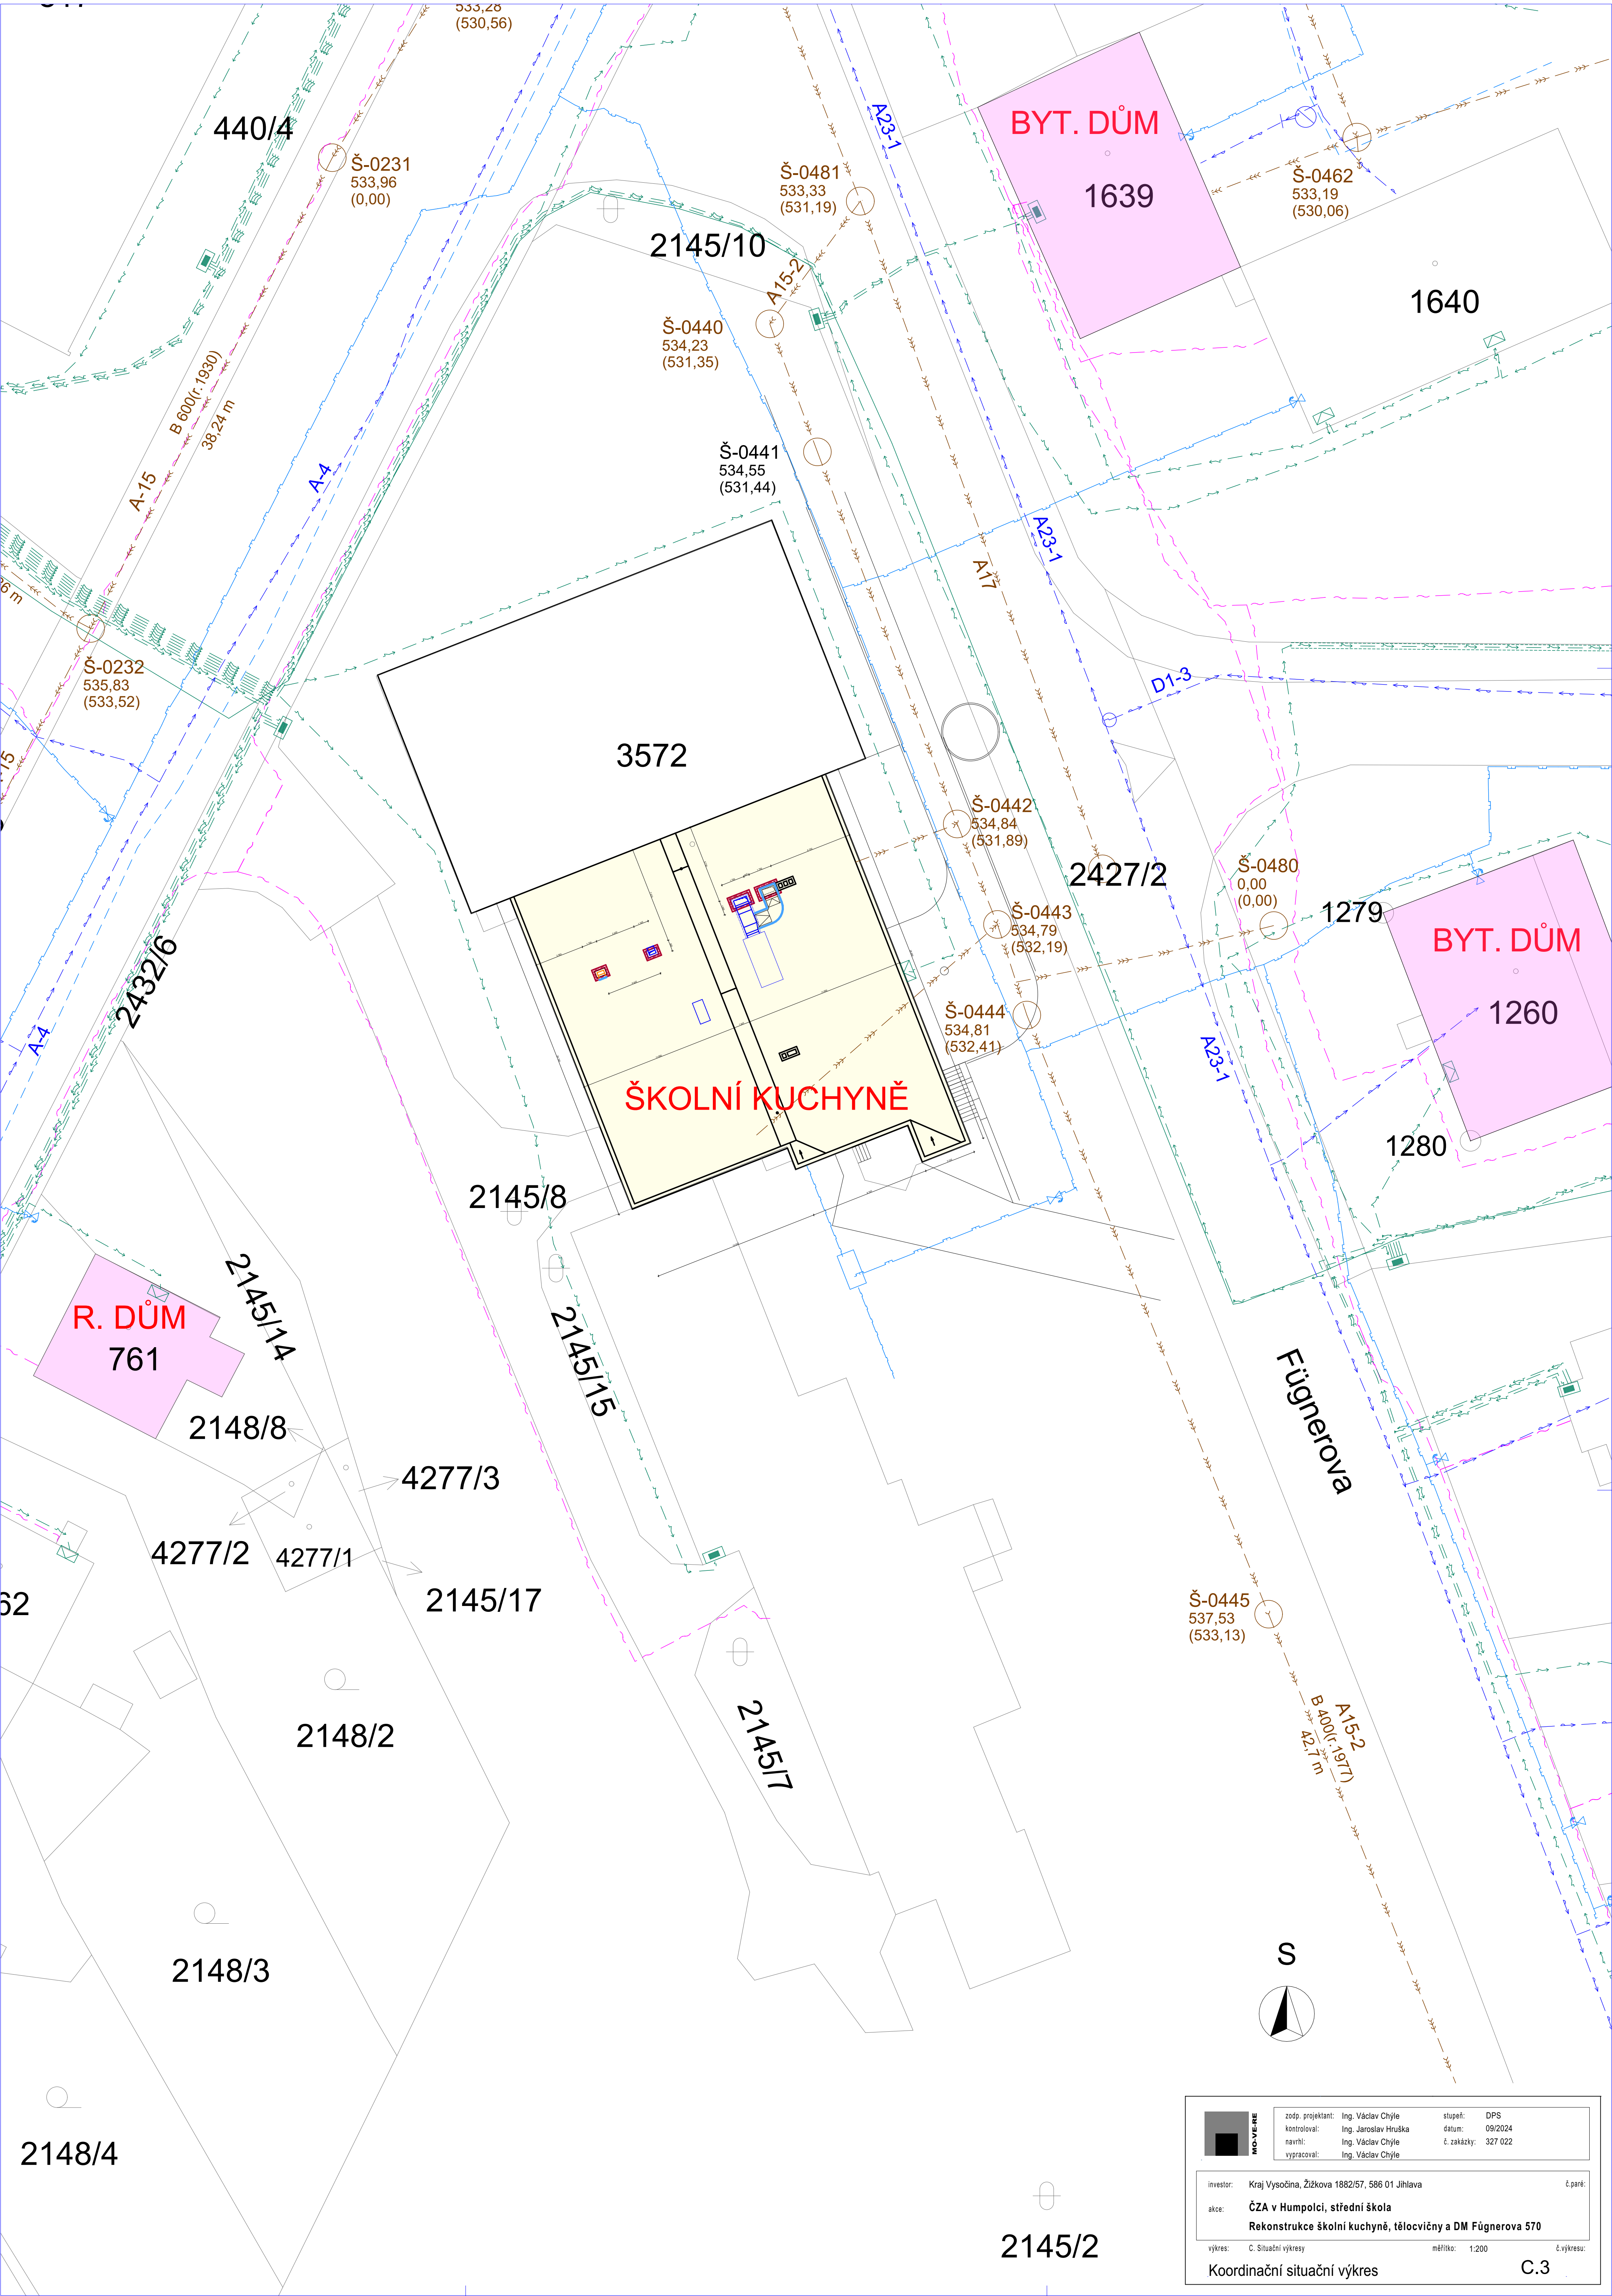 533,28
(530,56)
440/4
Š-0231
533,96
(0,00)
Š-0481
533,33
(531,19)
A23-1
BYT. DŮM
1639
Š-0462
533,19
(530,06)
2145/10
A15-2
1640
Š-0440
534,23
(531,35)
B 600(r.1930)
38,24 m
A-15
A-4
Š-0441
534,55
(531,44)
A23-1
A17
Š-0232
535,83
(533,52)
D1-3
3572
Š-0442
534,84
(531,89)
2427/2
Š-0480
0,00
(0,00)
1279
BYT. DŮM
1260
Š-0443
534,79
(532,19)
2432/6
A-4
Š-0444
534,81
(532,41)
A23-1
ŠKOLNÍ KUCHYNĚ
1280
2145/8
2145/14
R. DŮM
761
2145/15
Fügnerova
2148/8
4277/3
4277/2
4277/1
2145/17
Š-0445
537,53
(533,13)
2148/2
2145/7
A15-2
B 400(r.1977)
42,7 m
2148/3
S
2148/4
2145/2
MO-VE-RE
zodp. projektant: Ing. Václav Chýle stupeň: DPS
kontroloval: Ing. Jaroslav Hruška datum: 09/2024
navrhl: Ing. Václav Chýle č. zakázky: 327 022
vypracoval: Ing. Václav Chýle
investor: Kraj Vysočina, Žižkova 1882/57, 586 01 Jihlava č.paré:
akce: ČZA v Humpolci, střední škola
Rekonstrukce školní kuchyně, tělocvičny a DM Fügnerova 570
výkres: C. Situační výkresy měřítko: 1:200 č.výkresu:
Koordinační situační výkres C.3